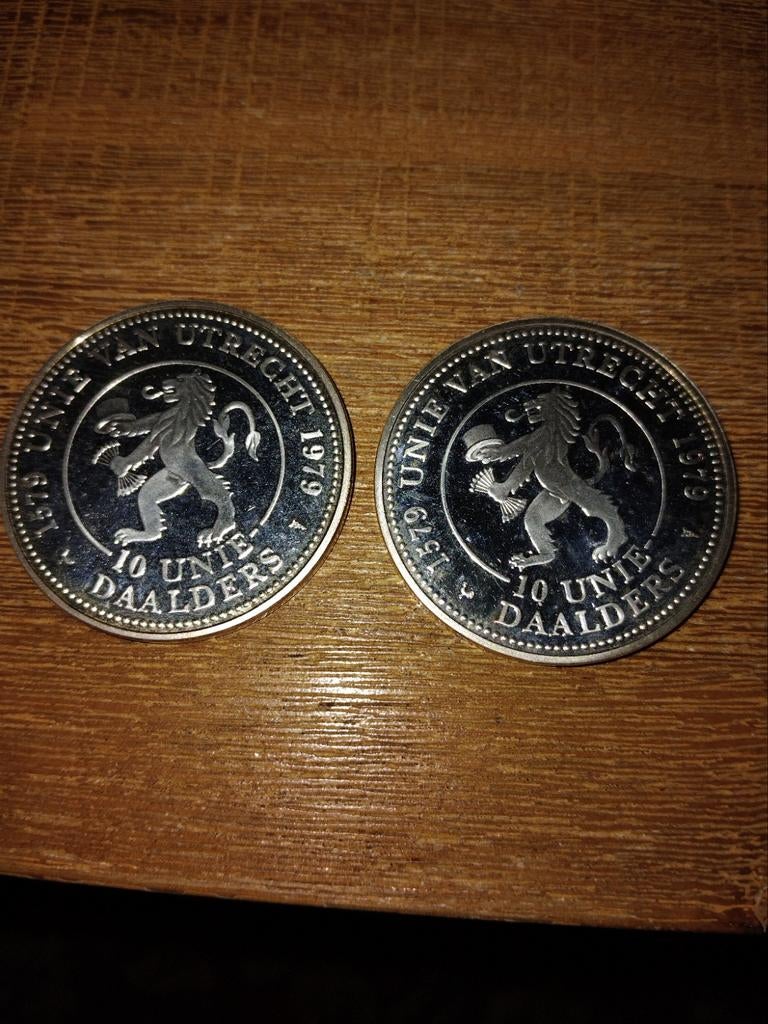 1579 UNIE VAN UTRECHT 1979
10 UNIE
DAALDERS
1579 UNIE VAN UTRECHT 1979
A
10 UNIE
DAALDERS